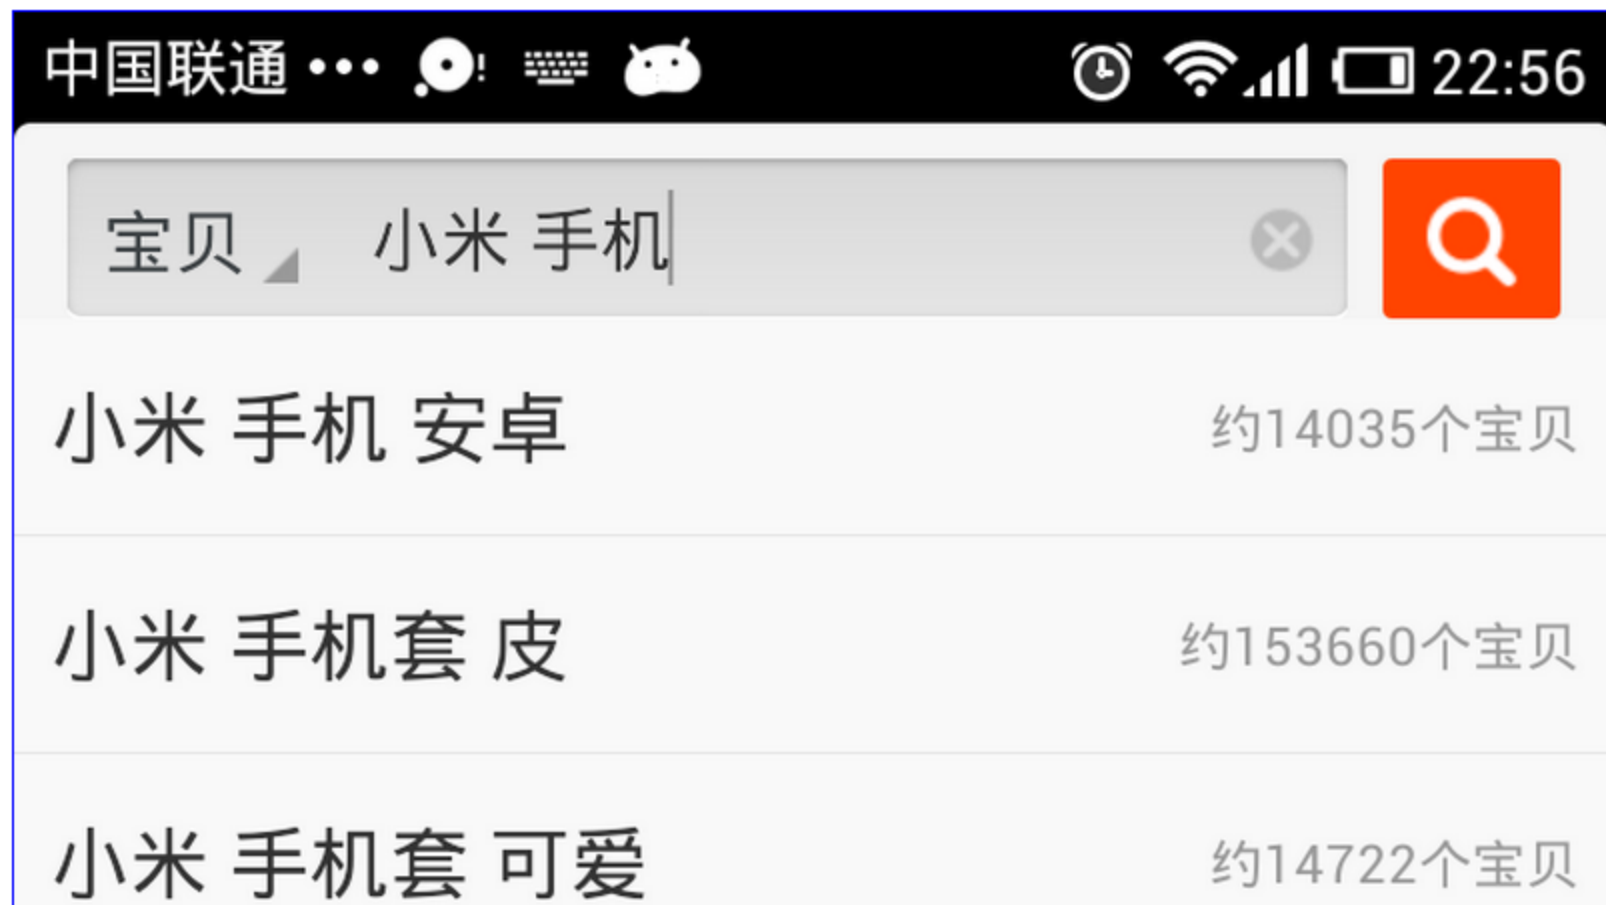 中国联通 ••• 22:56
宝贝 小米 手机
小米 手机 安卓 约14035个宝贝
小米 手机套 皮 约153660个宝贝
小米 手机套 可爱 约14722个宝贝